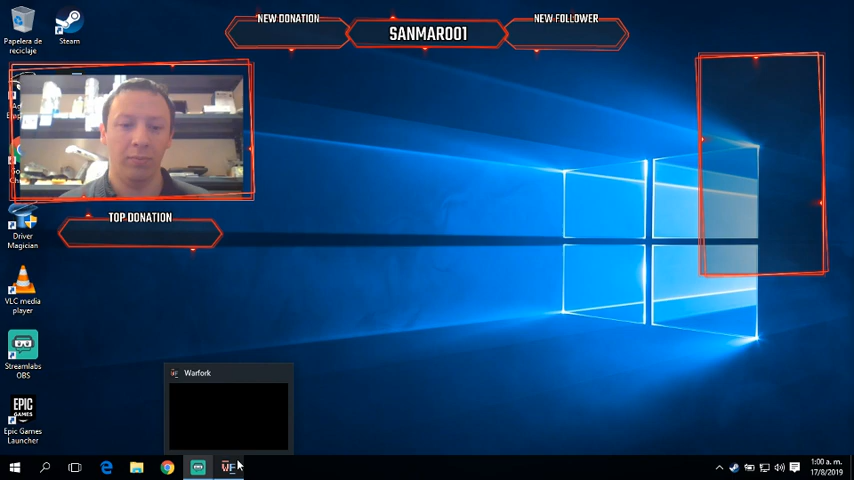 NEW DONATION
SANMAR001
NEW FOLLOWER
Papelera de
reciclaje
Steam
TOP DONATION
Driver
Magician
VLC media
player
Streamlabs
OBS
EPIC
GAMES
Epic Games
Launcher
Warfork
WF
1:00 a. m.
17/8/2019